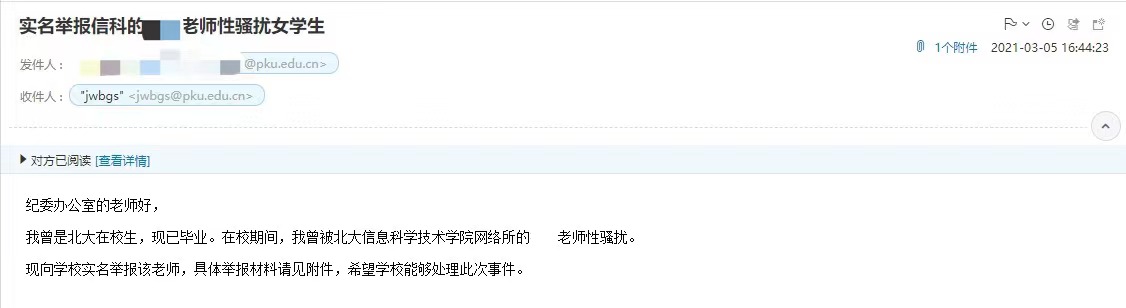 实名举报信科的 老师性骚扰女学生
发件人： @pku.edu.cn>
1个附件 2021-03-05 16:44:23
收件人： "jwbgs" <jwbgs@pku.edu.cn>
对方已阅读 [查看详情]
纪委办公室的老师好，
我曾是北大在校生，现已毕业。在校期间，我曾被北大信息科学技术学院网络所的 老师性骚扰。
现向学校实名举报该老师，具体举报材料请见附件，希望学校能够处理此次事件。